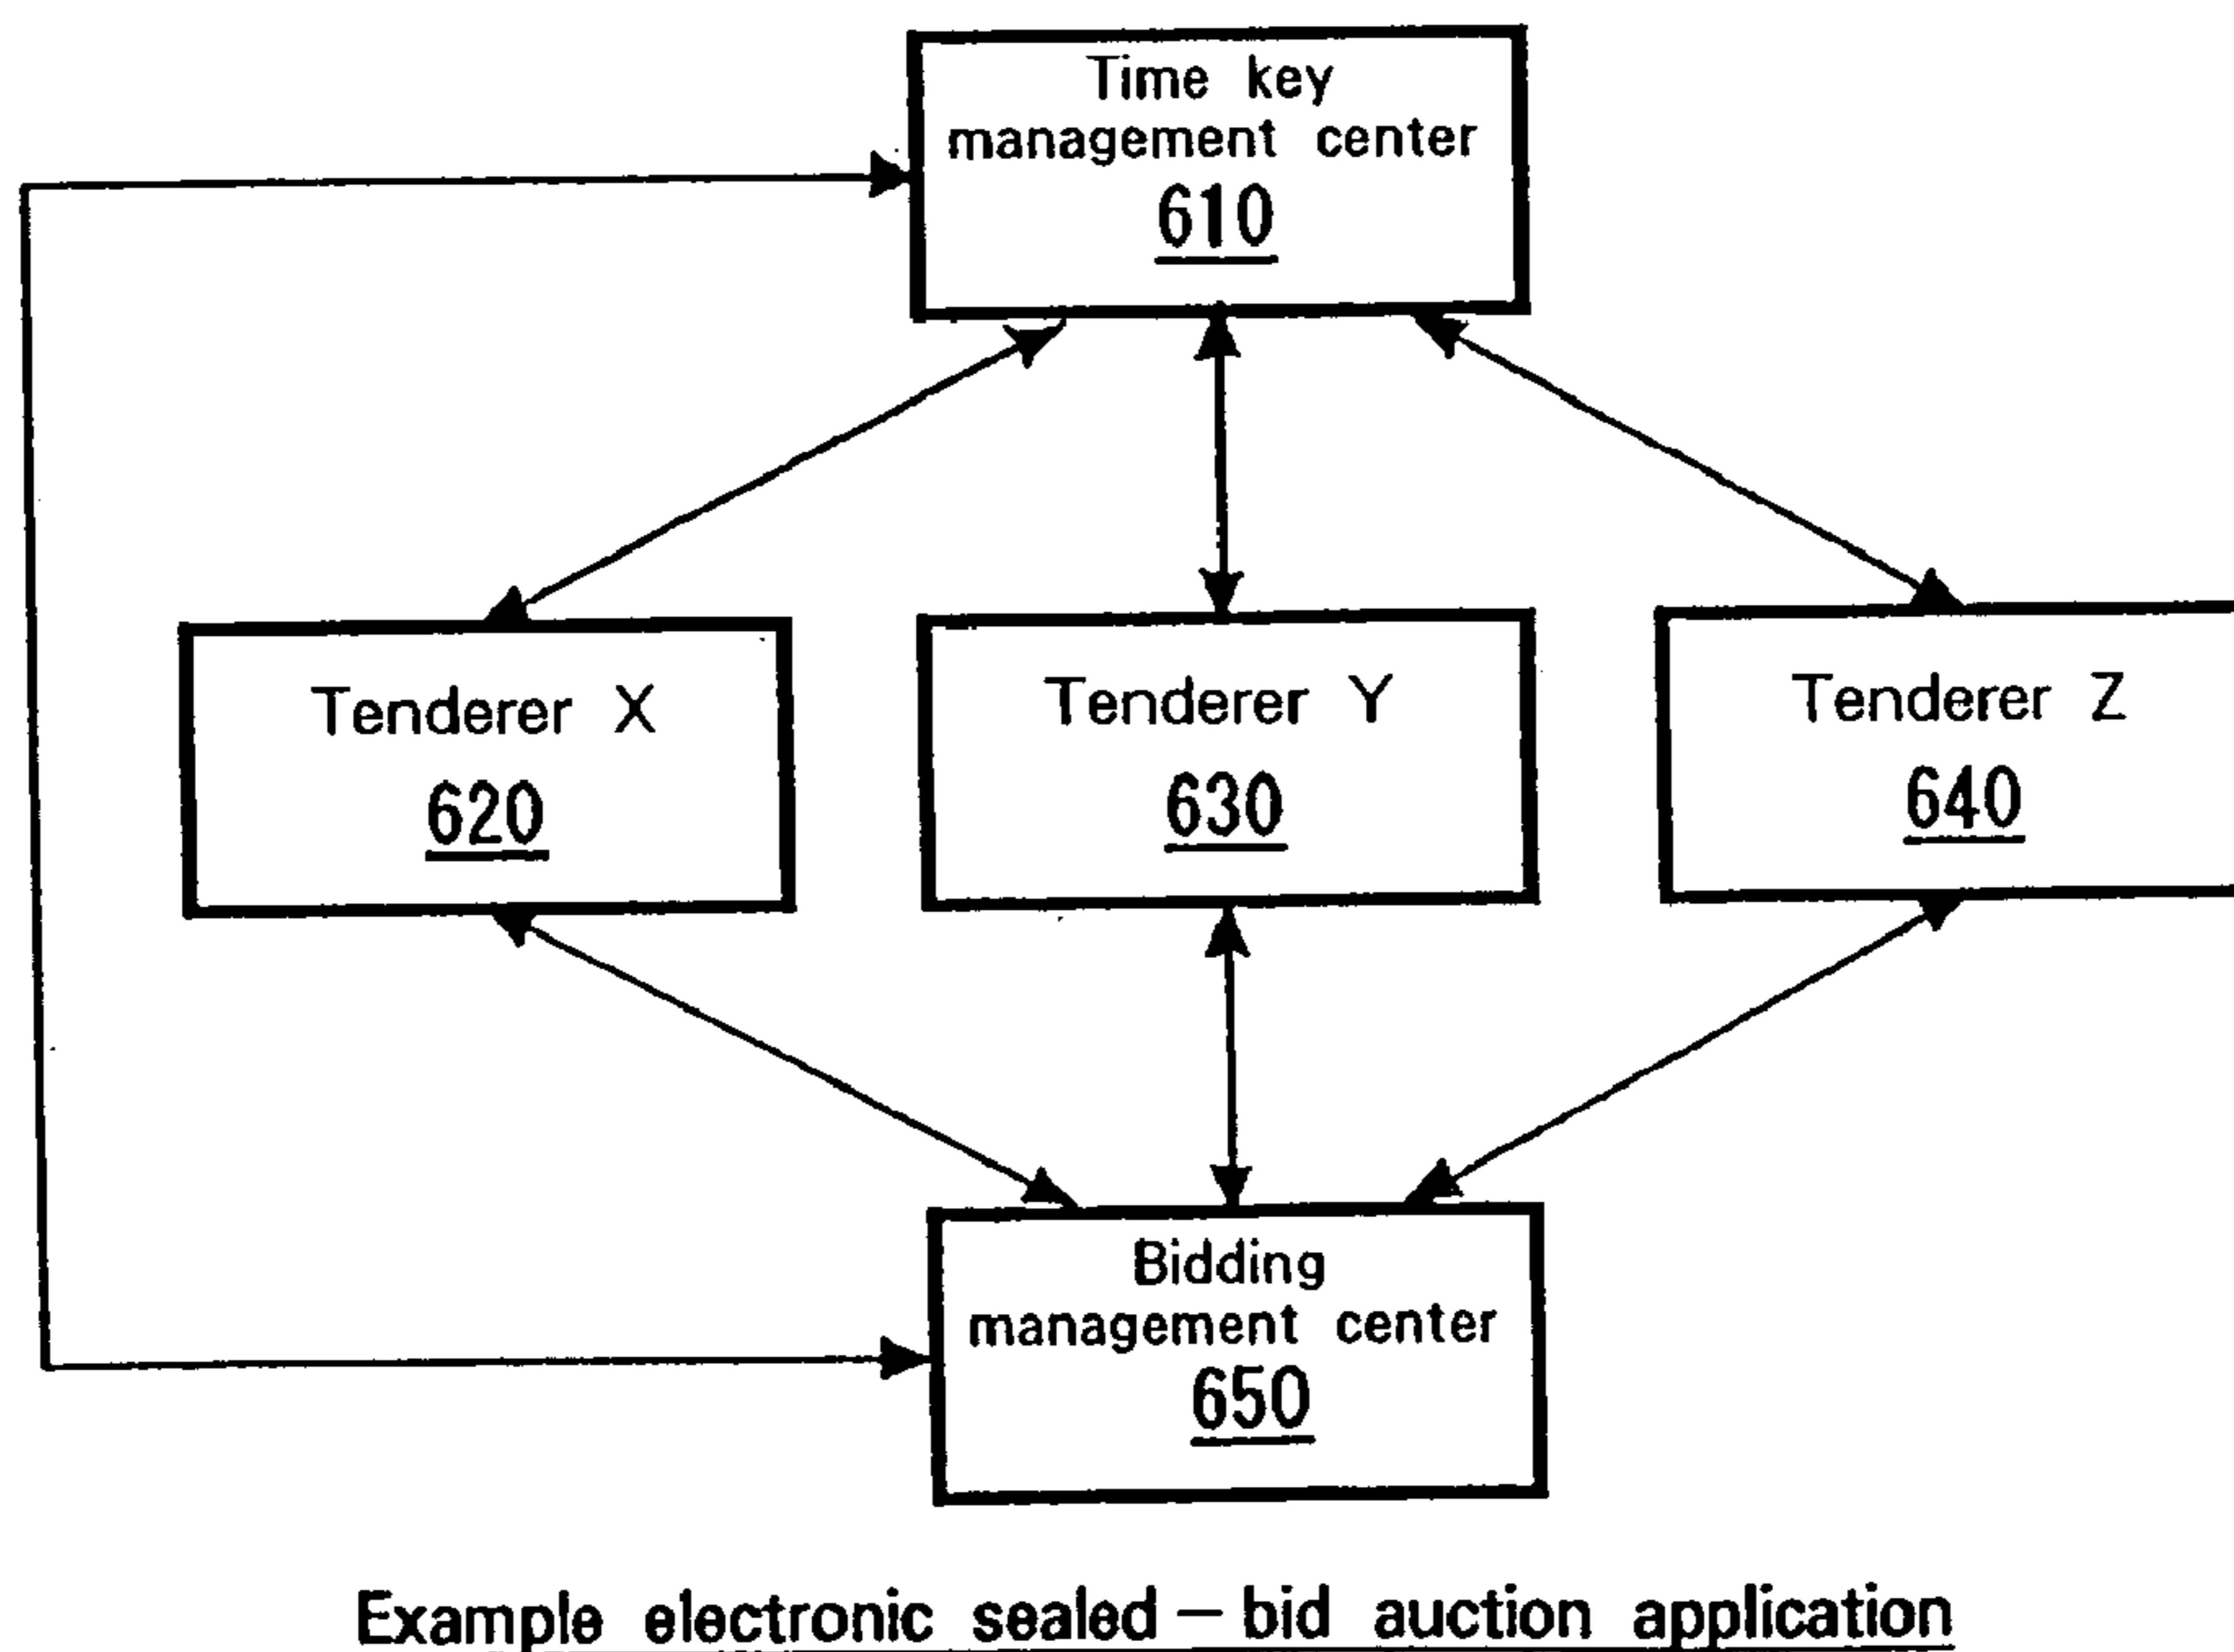 Time key
management center
610
Tenderer X
620
Tenderer Y
630
Tenderer Z
640
Bidding
management center
650
Example electronic sealed – bid auction application